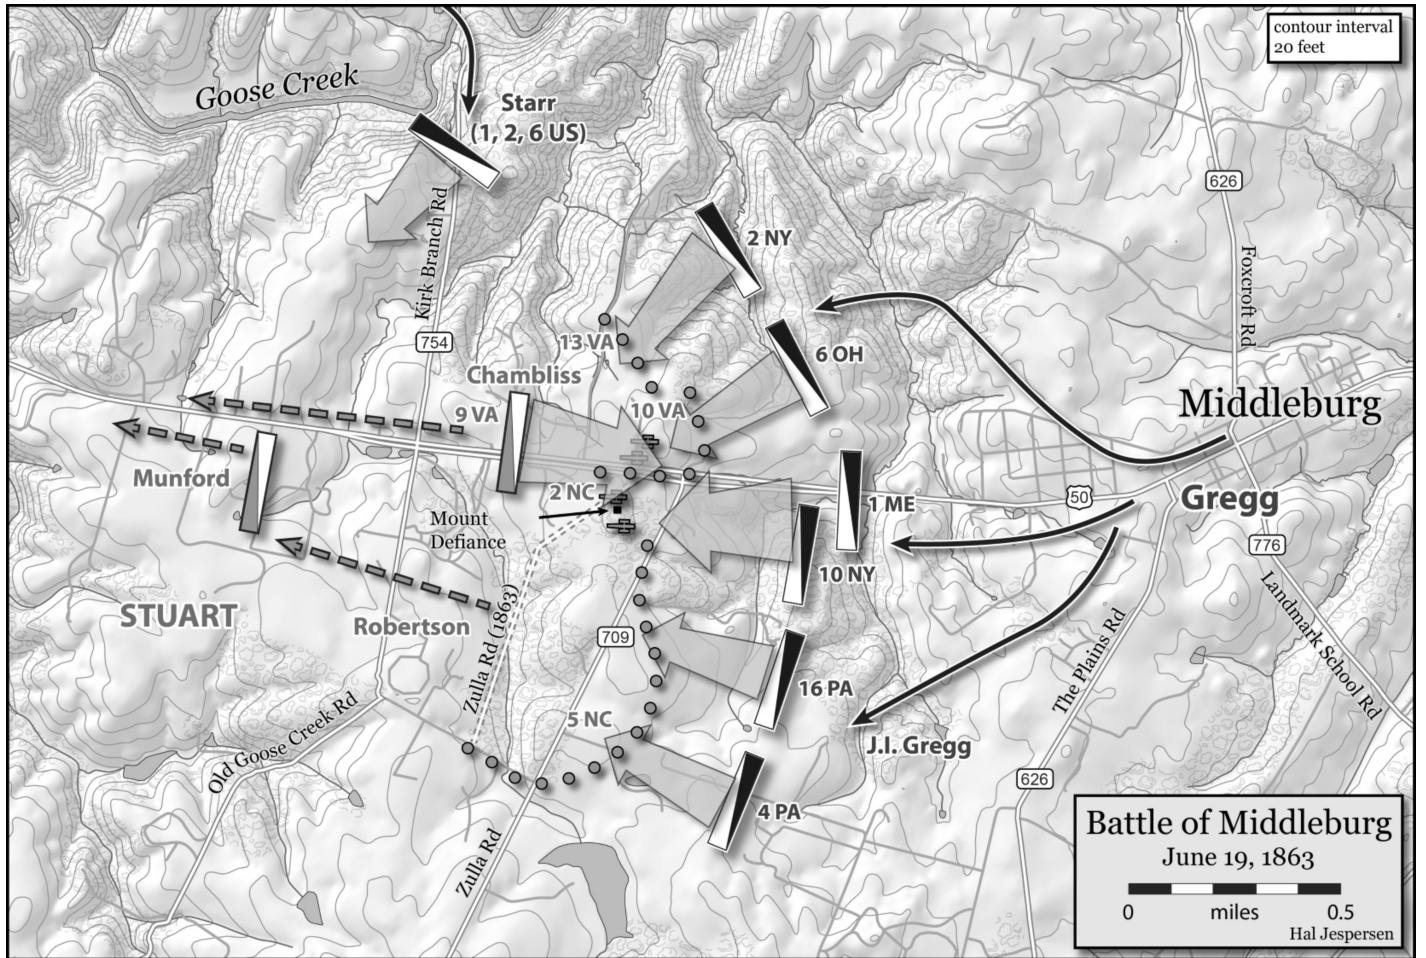 contour interval
20 feet
Goose Creek
Starr
(1, 2, 6 US)
626
Kirk Branch Rd
2 NY
Foxcroft Rd
13 VA
754
6 OH
Chambliss
9 VA
10 VA
Middleburg
Munford
2 NC
50
Gregg
1 ME
Mount
Defiance
776
10 NY
STUART
Robertson
Zulla Rd (1863)
709
Landmark School Rd
The Plains Rd
16 PA
5 NC
Old Goose Creek Rd
J.I. Gregg
626
4 PA
Zulla Rd
Battle of Middleburg
June 19, 1863
0 miles 0.5
Hal Jespersen